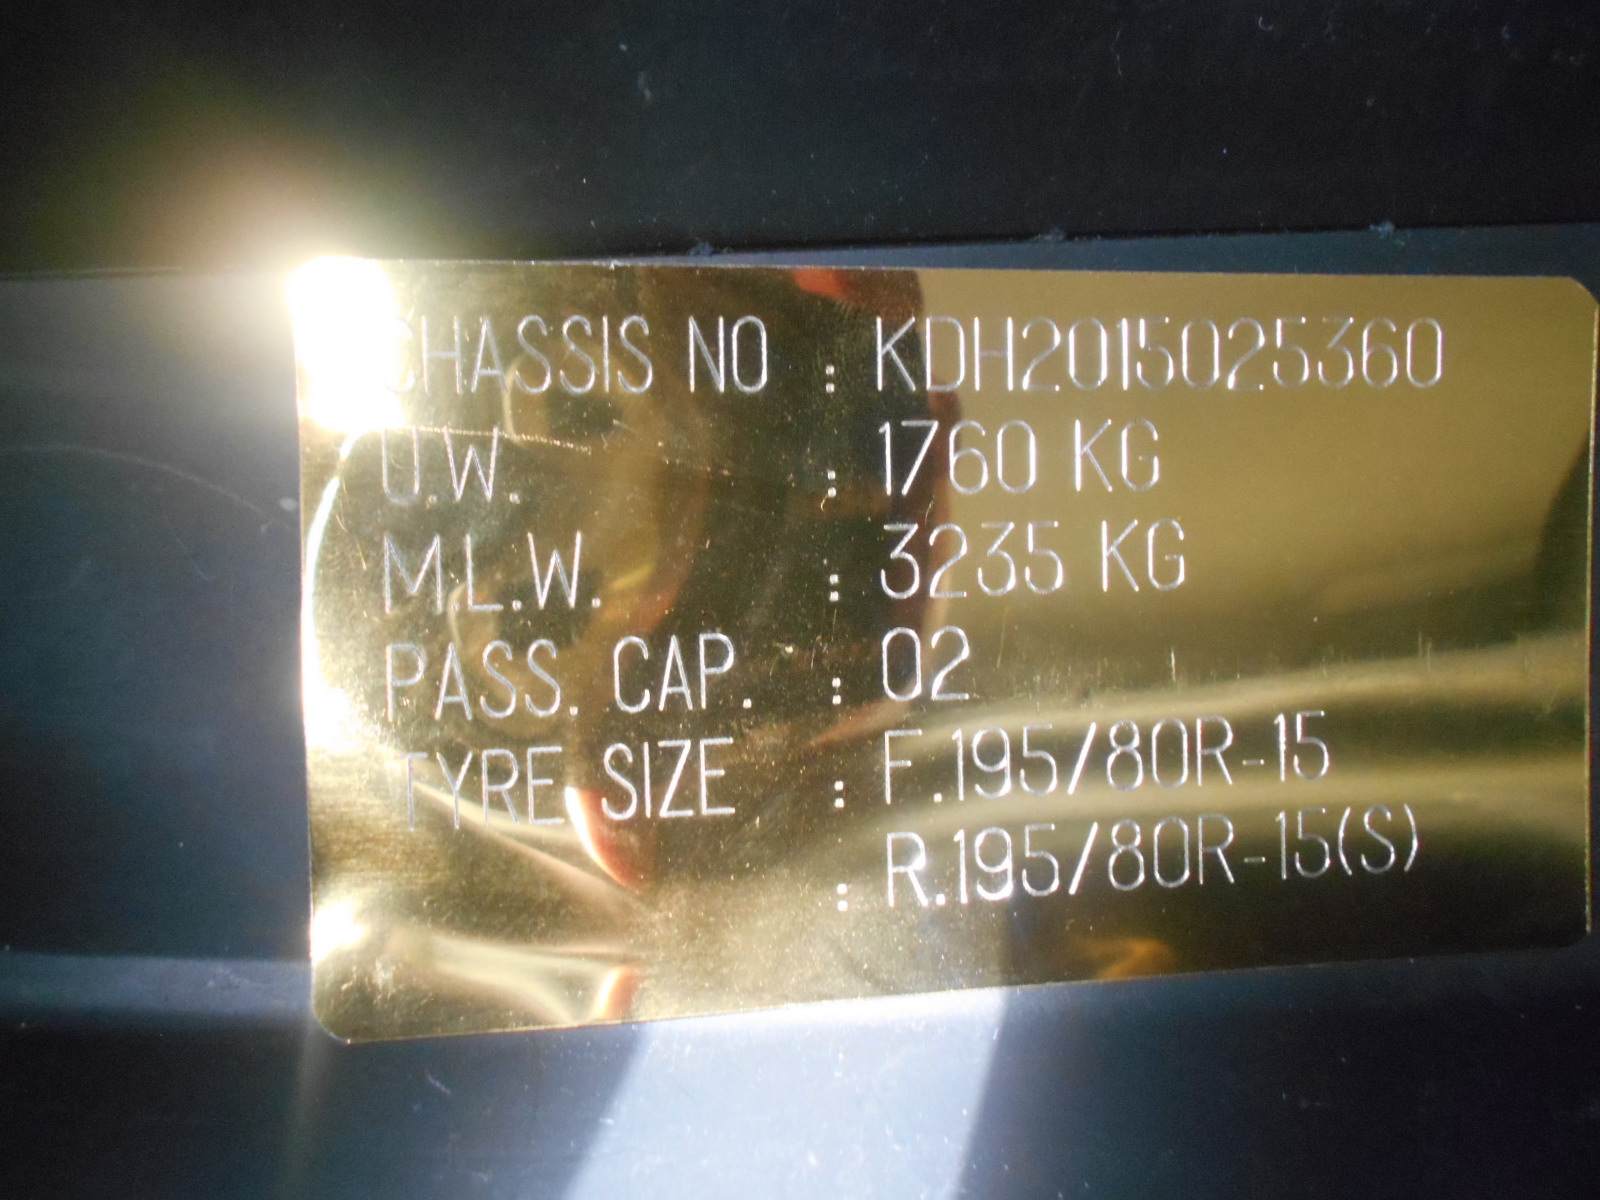 CHASSIS NO : KDH2015025360
U.W. : 1760 KG
M.L.W. : 3235 KG
PASS. CAP. : 02
TYRE SIZE : F.195/80R-15
: R.195/80R-15(S)